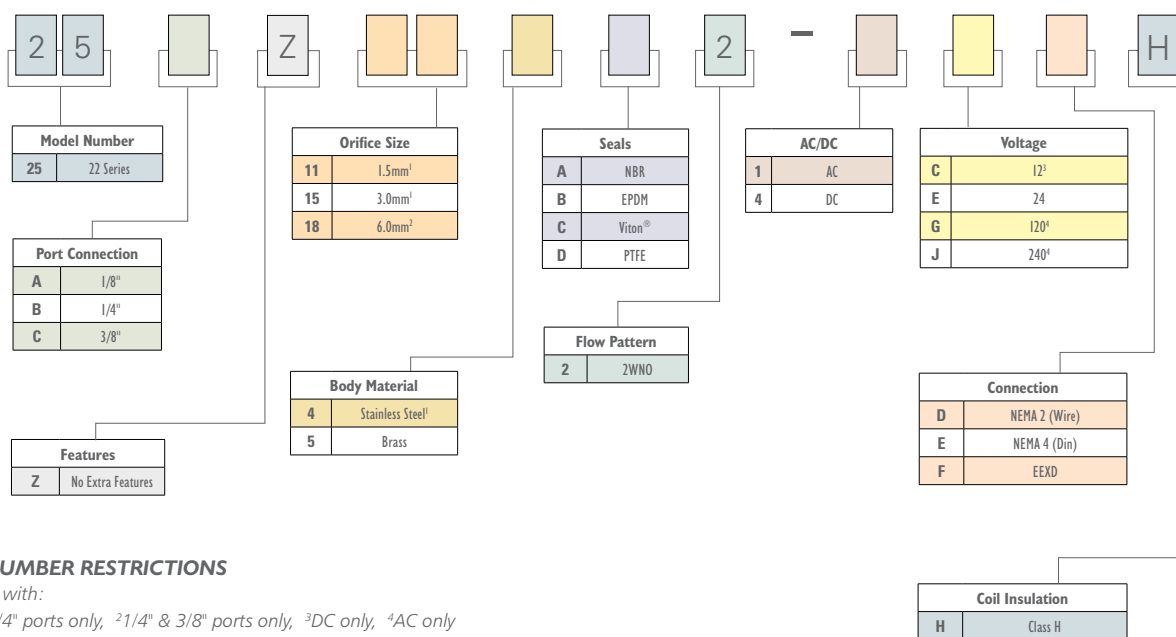 2 5 Z 2 – H
Model Number
25 22 Series
Port Connection
A 1/8"
B 1/4"
C 3/8"
Features
Z No Extra Features
Orifice Size
11 1.5mm¹
15 3.0mm¹
18 6.0mm²
Body Material
4 Stainless Steel¹
5 Brass
Seals
A NBR
B EPDM
C Viton®
D PTFE
Flow Pattern
2 2WNO
AC/DC
1 AC
4 DC
Voltage
C 12³
E 24
G 120⁴
J 240⁴
Connection
D NEMA 2 (Wire)
E NEMA 4 (Din)
F EEXD
Coil Insulation
H Class H
UMBER RESTRICTIONS
with:
/4" ports only, ²1/4" & 3/8" ports only, ³DC only, ⁴AC only